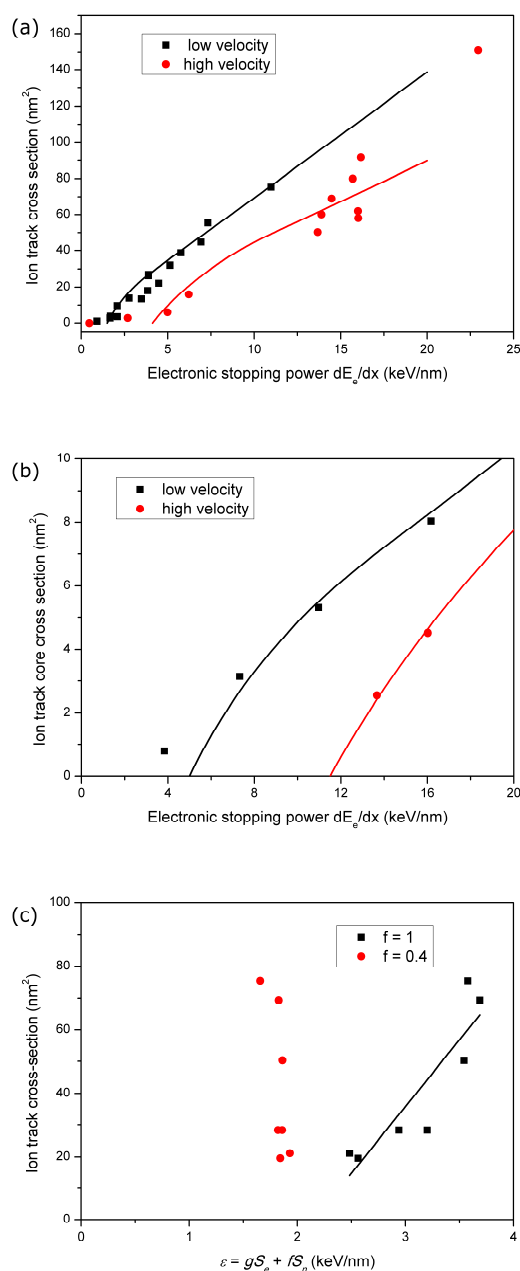 (a)
160
140
120
100
80
60
40
20
0
low velocity
high velocity
Ion track cross section (nm²)
0 5 10 15 20 25
Electronic stopping power dEₑ/dx (keV/nm)
(b)
10
8
6
4
2
0
low velocity
high velocity
Ion track core cross section (nm²)
0 4 8 12 16 20
Electronic stopping power dEₑ/dx (keV/nm)
(c)
100
80
60
40
20
0
f = 1
f = 0.4
Ion track cross-section (nm²)
0 1 2 3 4
ε = gSₑ + fSₙ (keV/nm)